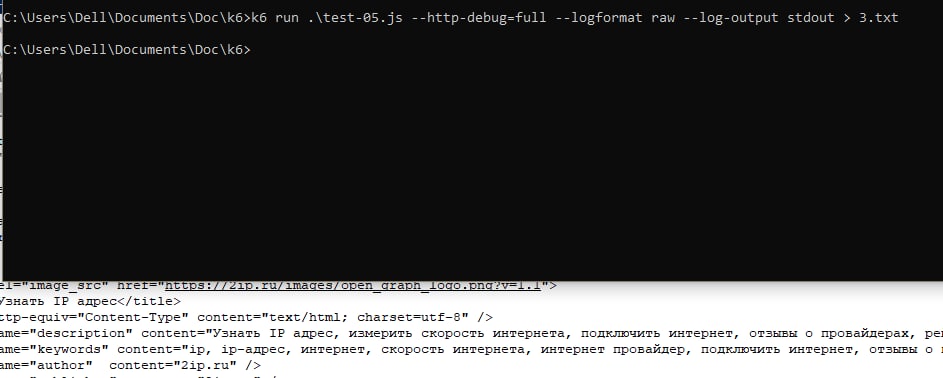 C:\Users\Dell\Documents\Doc\k6>k6 run .\test-05.js --http-debug=full --logformat raw --log-output stdout > 3.txt
C:\Users\Dell\Documents\Doc\k6>
el="image_src" href="https://2ip.ru/images/open_graph_logo.png?v=1.1">
Узнать IP адрес</title>
ttp-equiv="Content-Type" content="text/html; charset=utf-8" />
ame="description" content="Узнать IP адрес, измерить скорость интернета, подключить интернет, отзывы о провайдерах,
ame="keywords" content="ip, ip-адрес, интернет, скорость интернета, интернет провайдер, подключить интернет, отзывы о
ame="author" content="2ip.ru" />